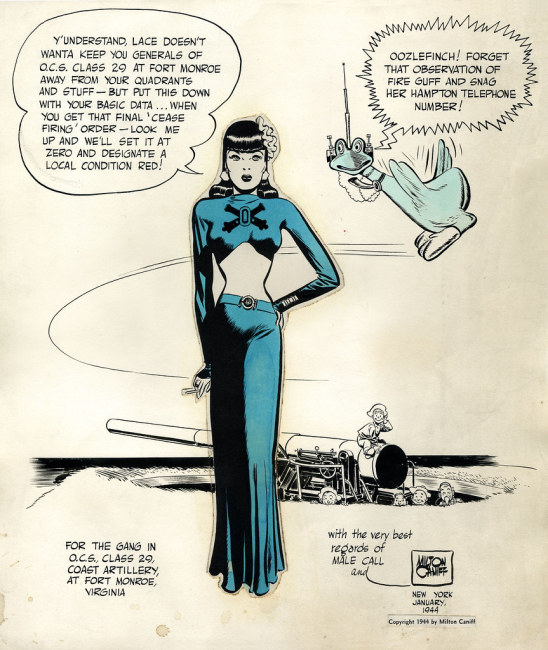 Y'UNDERSTAND, LACE DOESN'T
WANTA KEEP YOU GENERALS OF
O.C.S. CLASS 29 AT FORT MONROE
AWAY FROM YOUR QUADRANTS
AND STUFF — BUT PUT THIS DOWN
WITH YOUR BASIC DATA... WHEN
YOU GET THAT FINAL 'CEASE
FIRING' ORDER — LOOK ME
UP AND WE'LL SET IT AT
ZERO AND DESIGNATE A
LOCAL CONDITION RED!
OOZLEFINCH! FORGET
THAT OBSERVATION OF
FIRE GUFF AND SNAG
HER HAMPTON TELEPHONE
NUMBER!
FOR THE GANG IN
O.C.S. CLASS 29,
COAST ARTILLERY,
AT FORT MONROE,
VIRGINIA
with the very best
regards of
MALE CALL
and
MILTON
CANIFF
NEW YORK
JANUARY,
1944
Copyright 1944 by Milton Caniff